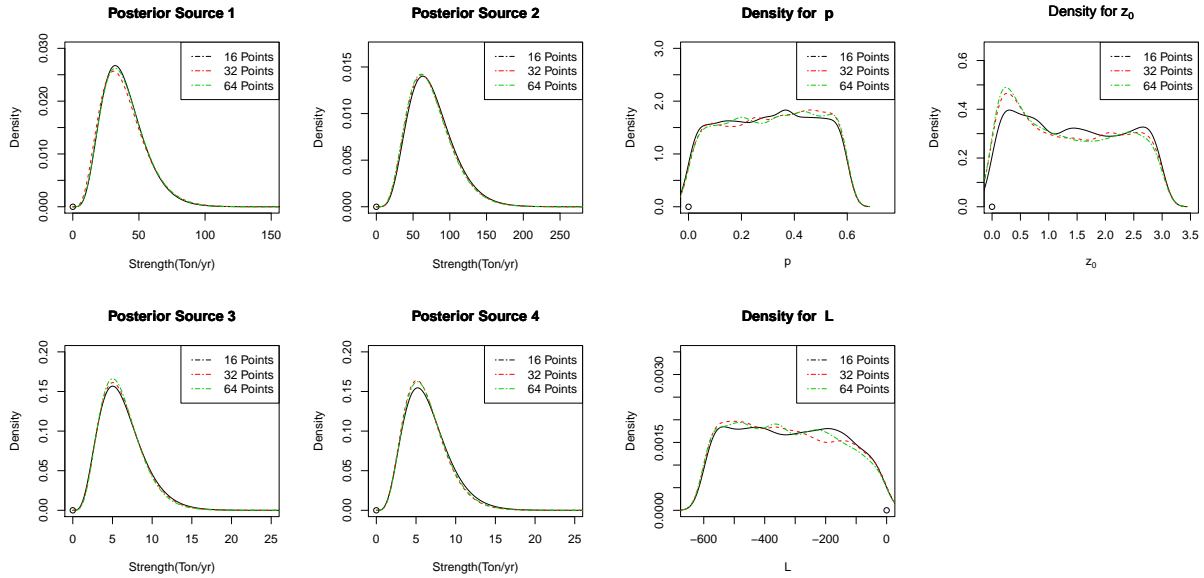 Posterior Source 1
Density
0.000 0.010 0.020 0.030
0 50 100 150
Strength(Ton/yr)
16 Points
32 Points
64 Points
Posterior Source 2
Density
0.000 0.005 0.010 0.015
0 50 100 150 200 250
Strength(Ton/yr)
16 Points
32 Points
64 Points
Density for p
Density
0.0 1.0 2.0 3.0
0.0 0.2 0.4 0.6
p
16 Points
32 Points
64 Points
Density for z0
Density
0.0 0.2 0.4 0.6
0.0 0.5 1.0 1.5 2.0 2.5 3.0 3.5
z0
16 Points
32 Points
64 Points
Posterior Source 3
Density
0.00 0.05 0.10 0.15 0.20
0 5 10 15 20 25
Strength(Ton/yr)
16 Points
32 Points
64 Points
Posterior Source 4
Density
0.00 0.05 0.10 0.15 0.20
0 5 10 15 20 25
Strength(Ton/yr)
16 Points
32 Points
64 Points
Density for L
Density
0.0000 0.0015 0.0030
−600 −400 −200 0
L
16 Points
32 Points
64 Points